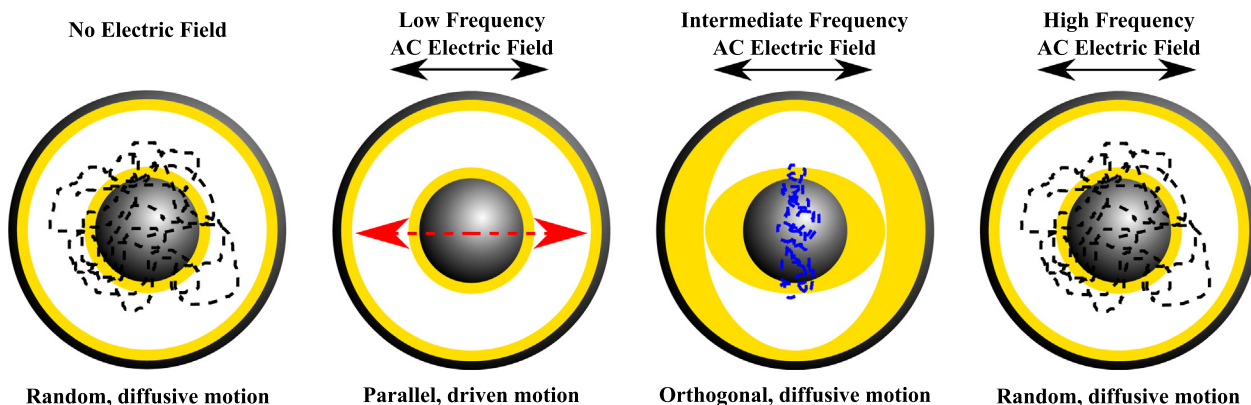 No Electric Field
Low Frequency
AC Electric Field
Intermediate Frequency
AC Electric Field
High Frequency
AC Electric Field
Random, diffusive motion
Parallel, driven motion
Orthogonal, diffusive motion
Random, diffusive motion